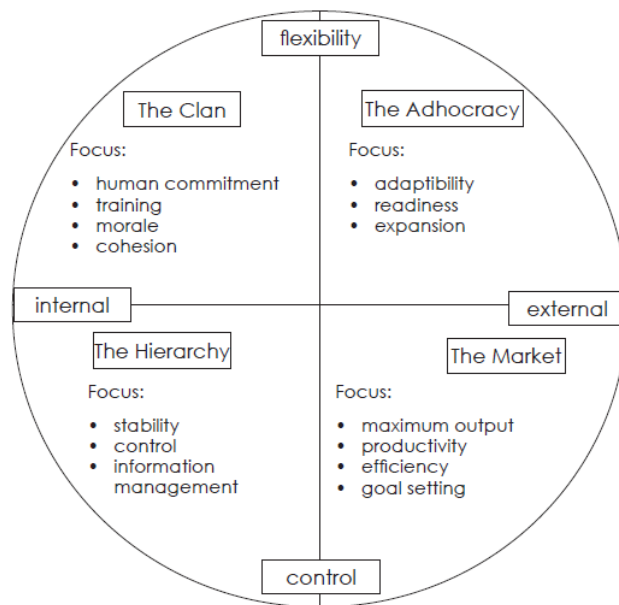 flexibility
The Clan
Focus:
• human commitment
• training
• morale
• cohesion
The Adhocracy
Focus:
• adaptibility
• readiness
• expansion
internal
external
The Hierarchy
Focus:
• stability
• control
• information
management
The Market
Focus:
• maximum output
• productivity
• efficiency
• goal setting
control